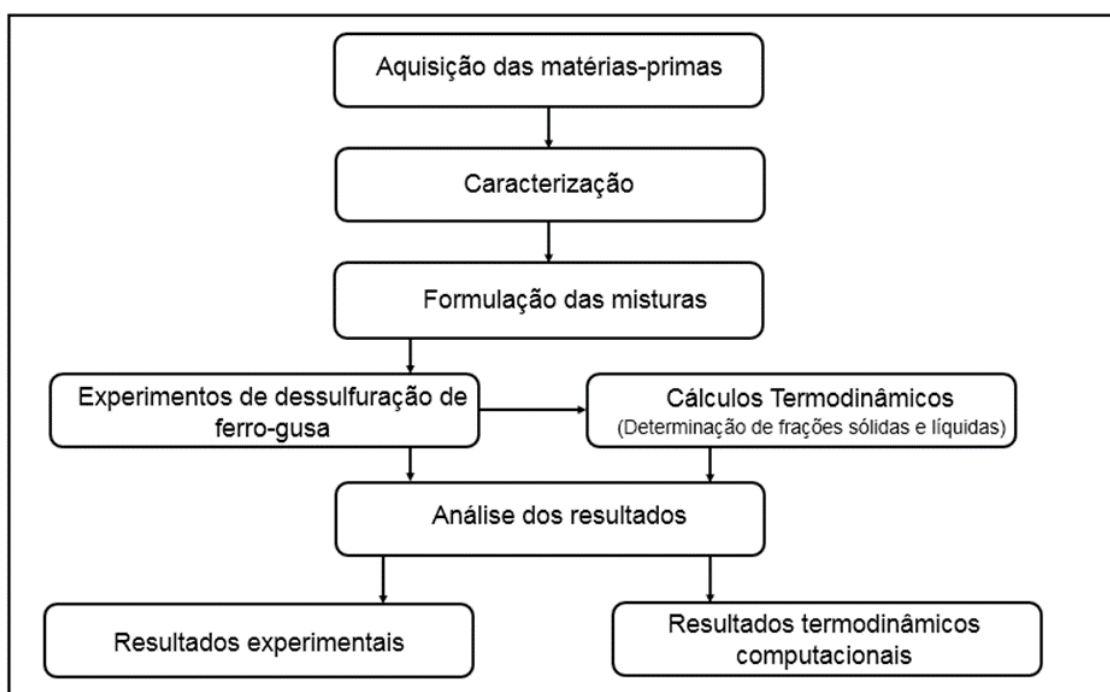 Aquisição das matérias-primas
Caracterização
Formulação das misturas
Experimentos de dessulfuração de
ferro-gusa
Cálculos Termodinâmicos
(Determinação de frações sólidas e líquidas)
Análise dos resultados
Resultados experimentais
Resultados termodinâmicos
computacionais